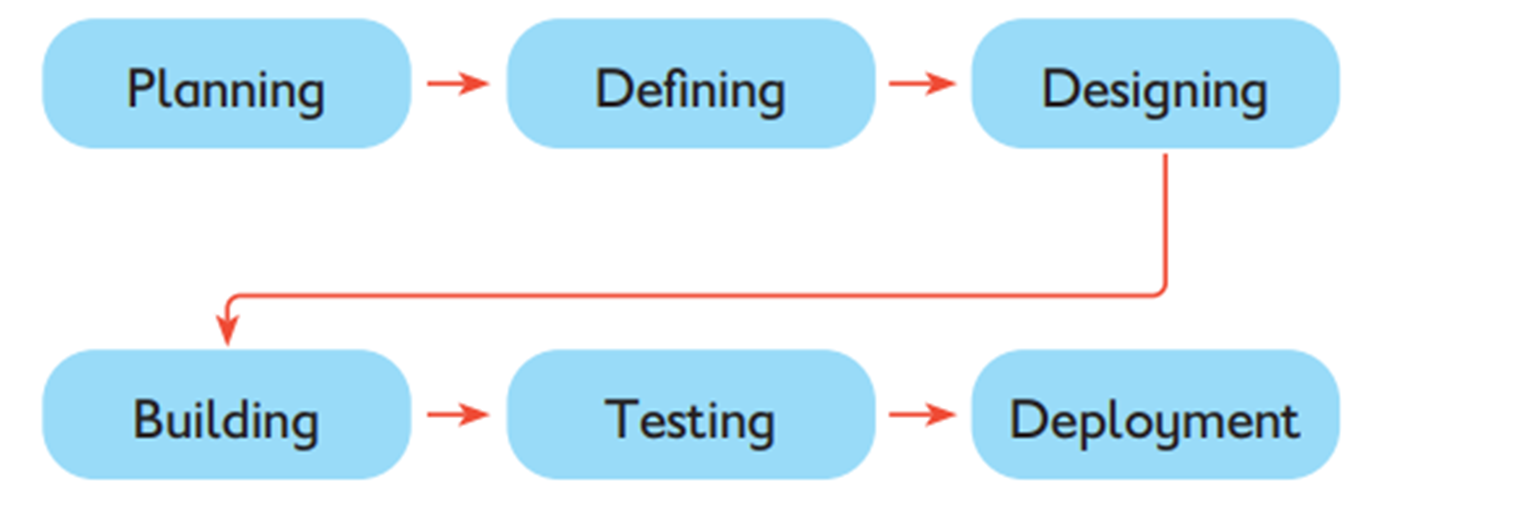 Planning
Defining
Designing
Building
Testing
Deployment